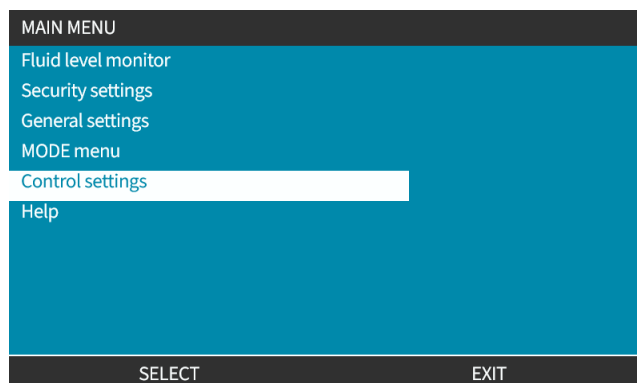 MAIN MENU
Fluid level monitor
Security settings
General settings
MODE menu
Control settings
Help
SELECT EXIT